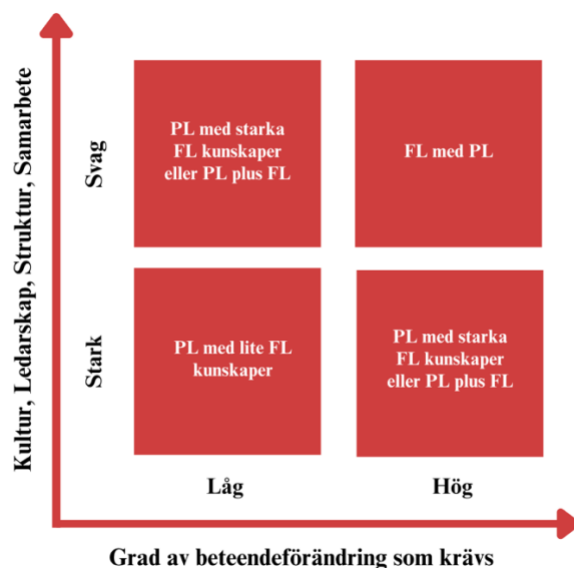 Kultur, Ledarskap, Struktur, Samarbete
Svag
PL med starka
FL kunskaper
eller PL plus FL
FL med PL
Stark
PL med lite FL
kunskaper
PL med starka
FL kunskaper
eller PL plus FL
Låg
Hög
Grad av beteendeförändring som krävs